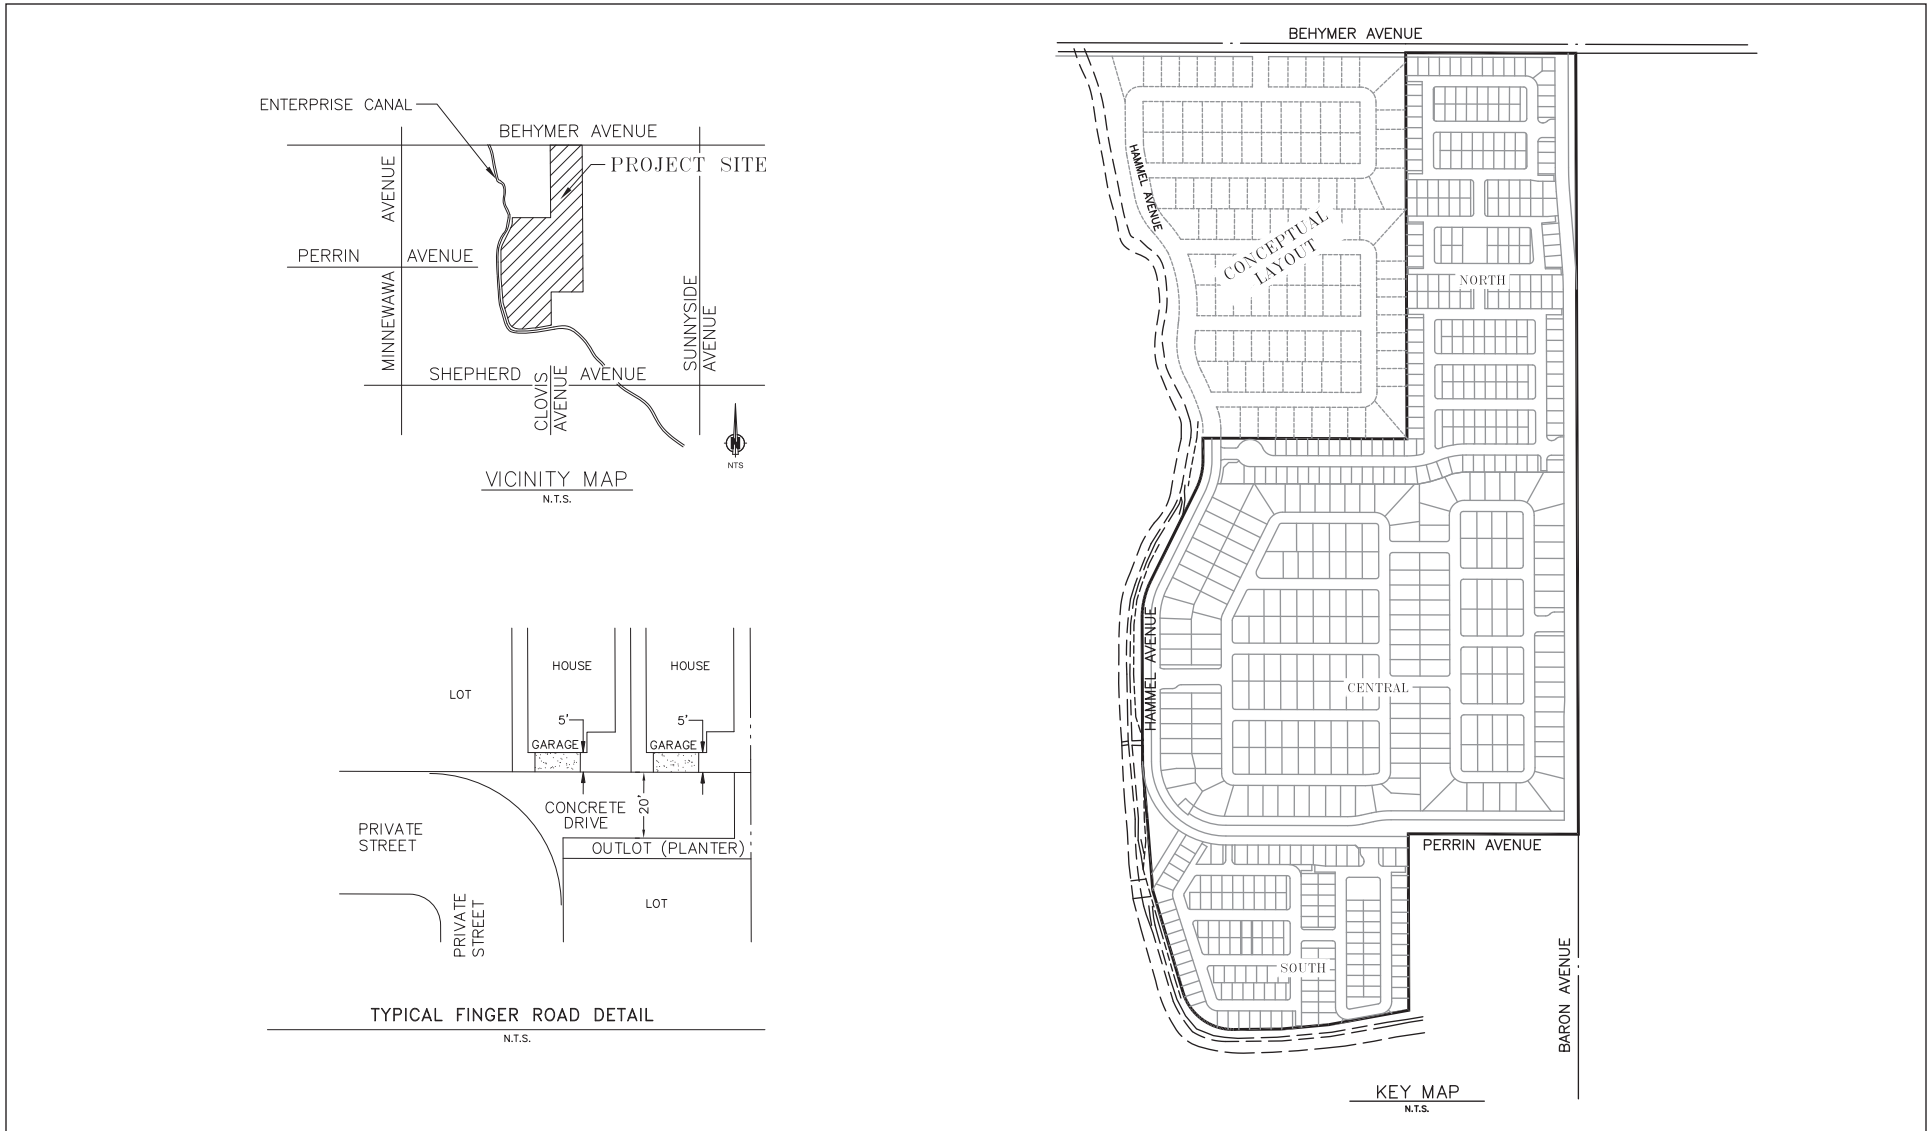 ENTERPRISE CANAL
BEHYMER AVENUE
PROJECT SITE
AVENUE
PERRIN AVENUE
MINNEWAWA
SUNNYSIDE
AVENUE
SHEPHERD AVENUE
CLOVIS
AVENUE
N
NTS
VICINITY MAP
N.T.S.
HOUSE
HOUSE
LOT
5'
5'
GARAGE
GARAGE
CONCRETE
DRIVE
20'
PRIVATE
STREET
OUTLOT (PLANTER)
LOT
PRIVATE
STREET
TYPICAL FINGER ROAD DETAIL
N.T.S.
BEHYMER AVENUE
HAMMEL AVENUE
CONCEPTUAL
LAYOUT
NORTH
HAMMEL AVENUE
CENTRAL
PERRIN AVENUE
SOUTH
BARON AVENUE
KEY MAP
N.T.S.